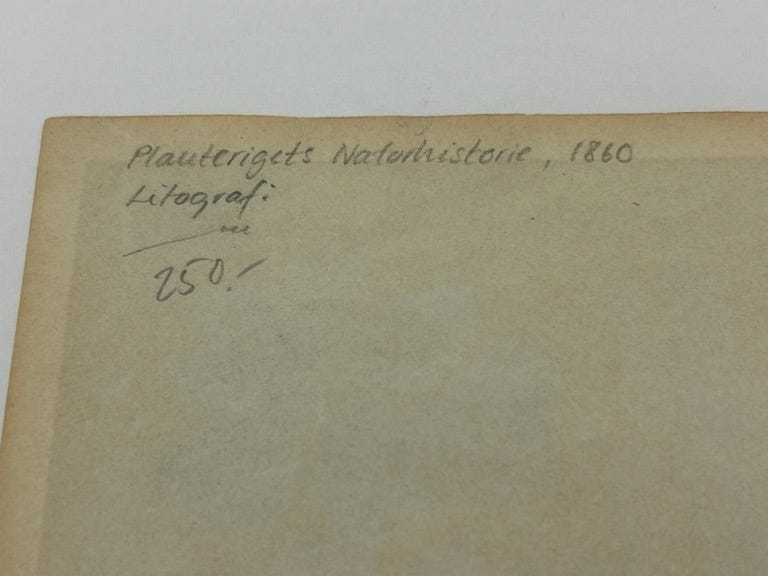 Planterigets Naturhistorie, 1860
Litografi
250.-